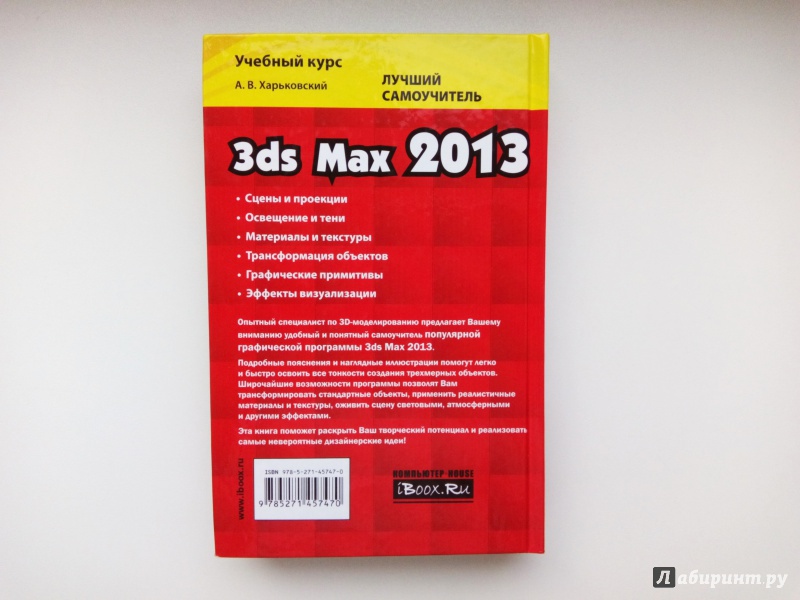 Учебный курс
А. В. Харьковский
ЛУЧШИЙ
САМОУЧИТЕЛЬ
3ds Max 2013
• Сцены и проекции
• Освещение и тени
• Материалы и текстуры
• Трансформация объектов
• Графические примитивы
• Эффекты визуализации
Опытный специалист по 3D-моделированию предлагает Вашему
вниманию удобный и понятный самоучитель популярной
графической программы 3ds Max 2013.
Подробные пояснения и наглядные иллюстрации помогут легко
и быстро освоить все тонкости создания трехмерных объектов.
Широчайшие возможности программы позволят Вам
трансформировать стандартные объекты, применить реалистичные
материалы и текстуры, оживить сцену световыми, атмосферными
и другими эффектами.
Эта книга поможет раскрыть Ваш творческий потенциал и реализовать
самые невероятные дизайнерские идеи!
www.iboox.ru
ISBN 978-5-271-45747-0
9 785271 457470
КОМПЬЮТЕР-HOUSE
iBoox.Ru
Лабиринт.ру